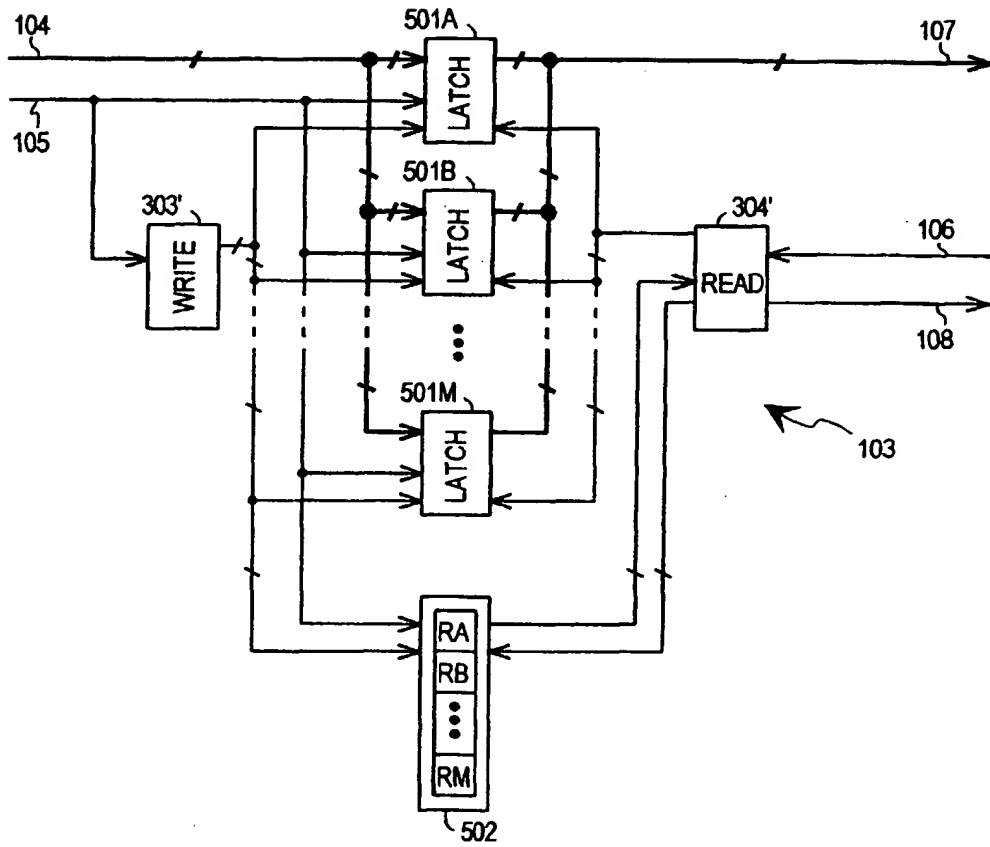 104
501A
107
LATCH
105
501B
303'
304'
LATCH
WRITE
106
READ
108
501M
LATCH
103
RA
RB
RM
502